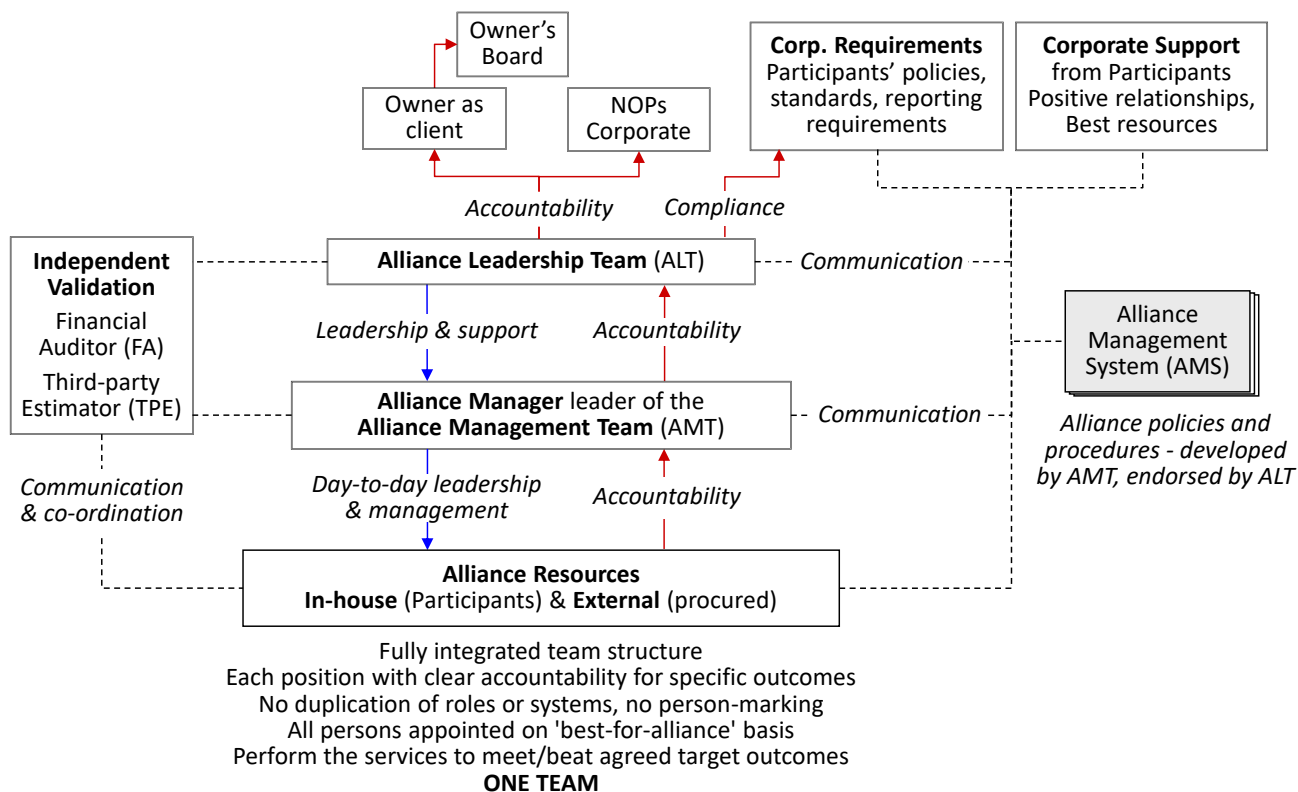 Owner's
Board
Owner as
client
NOPs
Corporate
Corp. Requirements
Participants' policies,
standards, reporting
requirements
Corporate Support
from Participants
Positive relationships,
Best resources
Accountability
Compliance
Independent
Validation
Financial
Auditor (FA)
Third-party
Estimator (TPE)
Alliance Leadership Team (ALT)
Communication
Leadership & support
Accountability
Alliance
Management
System (AMS)
Alliance Manager leader of the
Alliance Management Team (AMT)
Communication
Alliance policies and
procedures - developed
by AMT, endorsed by ALT
Communication
& co-ordination
Day-to-day leadership
& management
Accountability
Alliance Resources
In-house (Participants) & External (procured)
Fully integrated team structure
Each position with clear accountability for specific outcomes
No duplication of roles or systems, no person-marking
All persons appointed on 'best-for-alliance' basis
Perform the services to meet/beat agreed target outcomes
ONE TEAM